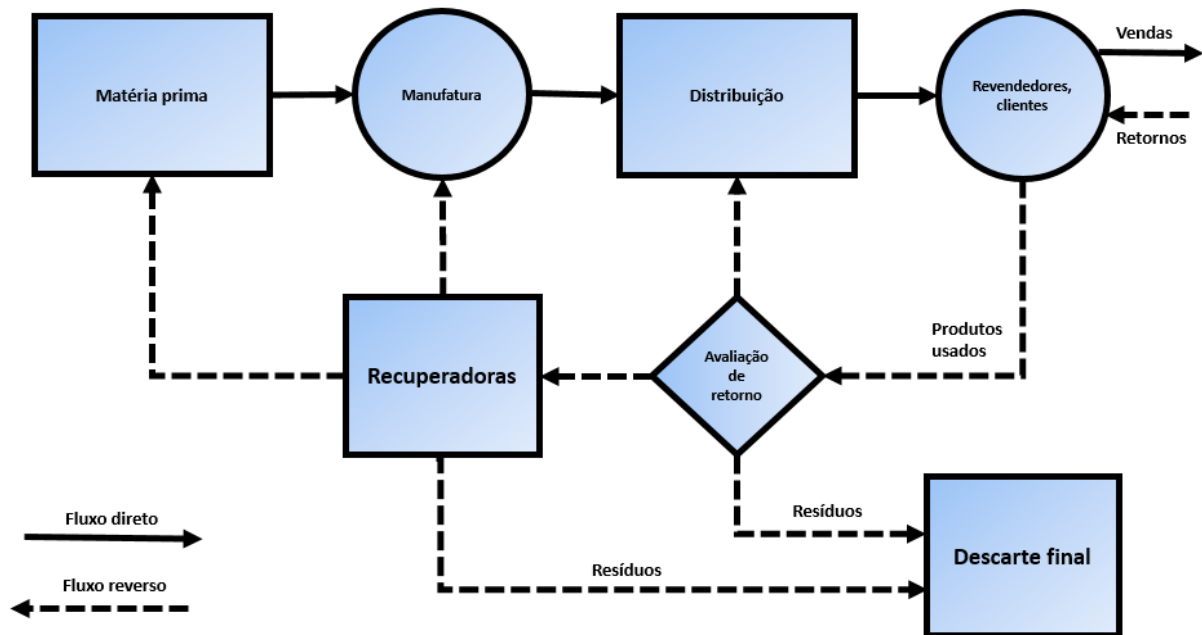 Vendas
Matéria prima
Manufatura
Distribuição
Revendedores,
clientes
Retornos
Produtos
usados
Recuperadoras
Avaliação
de
retorno
Resíduos
Fluxo direto
Descarte final
Resíduos
Fluxo reverso